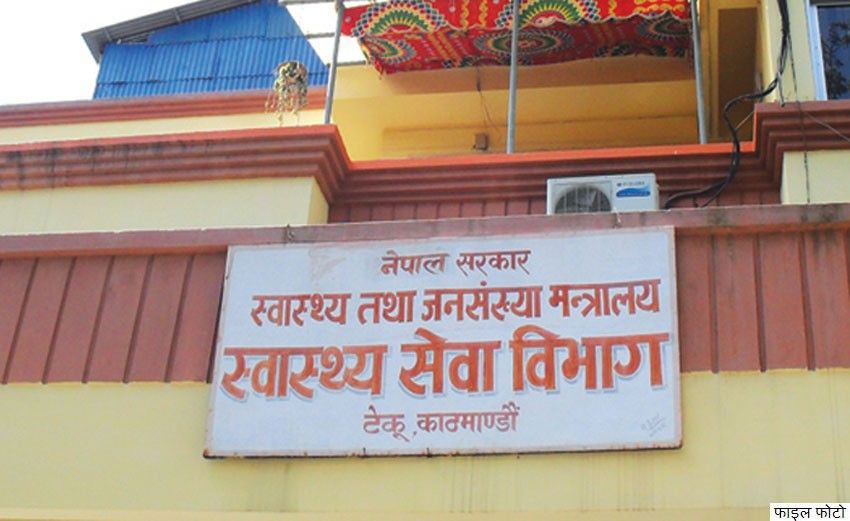 नेपाल सरकार
स्वास्थ्य तथा जनसंख्या मन्त्रालय
स्वास्थ्य सेवा विभाग
टेकू, काठमाण्डौं
फाइल फोटो